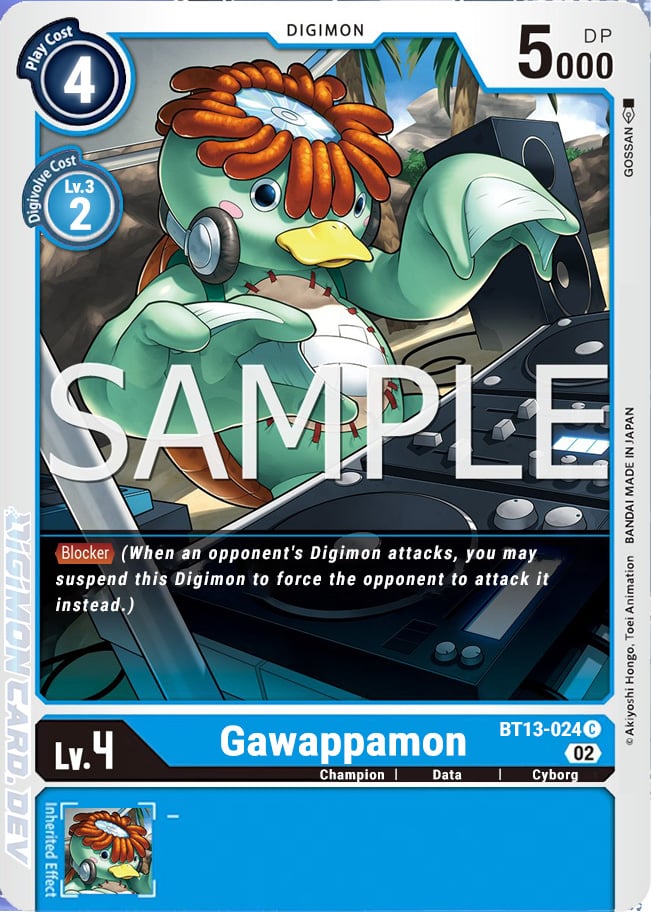 DIGIMON
Play Cost
4
DP
5000
Digivolve Cost
Lv.3
2
GOSSAN
SAMPLE
Blocker (When an opponent's Digimon attacks, you may
suspend this Digimon to force the opponent to attack it
instead.)
©Akiyoshi Hongo, Toei Animation BANDAI MADE IN JAPAN
DIGIMONCARD.DEV
Lv.4
Gawappamon
BT13-024 C
02
Champion | Data | Cyborg
Inherited Effect
-